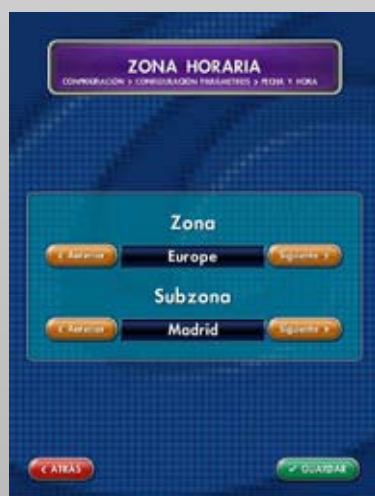 ZONA HORARIA
CONFIGURACIÓN > CONFIGURACIÓN PARÁMETROS > FECHA Y HORA
Zona
< Anterior Europe Siguiente >
Subzona
< Anterior Madrid Siguiente >
< ATRÁS ✓ GUARDAR